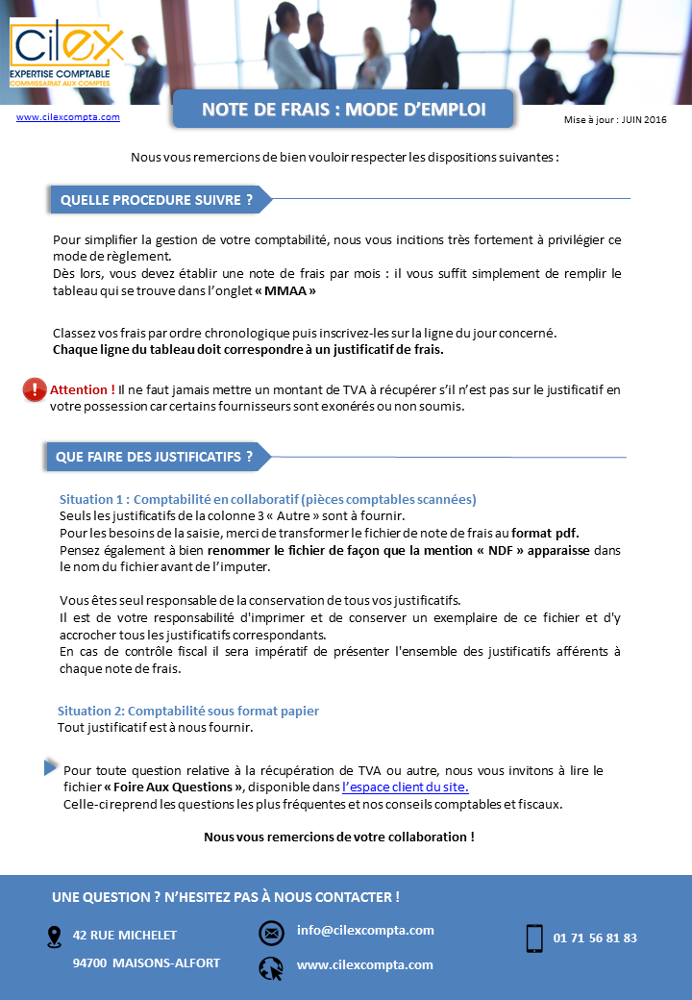 cilex
EXPERTISE COMPTABLE
COMMISSARIAT AUX COMPTES
www.cilexcompta.com
NOTE DE FRAIS : MODE D’EMPLOI
Mise à jour : JUIN 2016
Nous vous remercions de bien vouloir respecter les dispositions suivantes :
QUELLE PROCEDURE SUIVRE ?
Pour simplifier la gestion de votre comptabilité, nous vous incitions très fortement à privilégier ce
mode de règlement.
Dès lors, vous devez établir une note de frais par mois : il vous suffit simplement de remplir le
tableau qui se trouve dans l’onglet « MMAA »
Classez vos frais par ordre chronologique puis inscrivez-les sur la ligne du jour concerné.
Chaque ligne du tableau doit correspondre à un justificatif de frais.
! Attention ! Il ne faut jamais mettre un montant de TVA à récupérer s’il n’est pas sur le justificatif en
votre possession car certains fournisseurs sont exonérés ou non soumis.
QUE FAIRE DES JUSTIFICATIFS ?
Situation 1 : Comptabilité en collaboratif (pièces comptables scannées)
Seuls les justificatifs de la colonne 3 « Autre » sont à fournir.
Pour les besoins de la saisie, merci de transformer le fichier de note de frais au format pdf.
Pensez également à bien renommer le fichier de façon que la mention « NDF » apparaisse dans
le nom du fichier avant de l’imputer.
Vous êtes seul responsable de la conservation de tous vos justificatifs.
Il est de votre responsabilité d'imprimer et de conserver un exemplaire de ce fichier et d'y
accrocher tous les justificatifs correspondants.
En cas de contrôle fiscal il sera impératif de présenter l'ensemble des justificatifs afférents à
chaque note de frais.
Situation 2: Comptabilité sous format papier
Tout justificatif est à nous fournir.
Pour toute question relative à la récupération de TVA ou autre, nous vous invitons à lire le
fichier « Foire Aux Questions », disponible dans l’espace client du site.
Celle-ci reprend les questions les plus fréquentes et nos conseils comptables et fiscaux.
Nous vous remercions de votre collaboration !
UNE QUESTION ? N’HESITEZ PAS À NOUS CONTACTER !
42 RUE MICHELET
94700 MAISONS-ALFORT
info@cilexcompta.com
www.cilexcompta.com
01 71 56 81 83